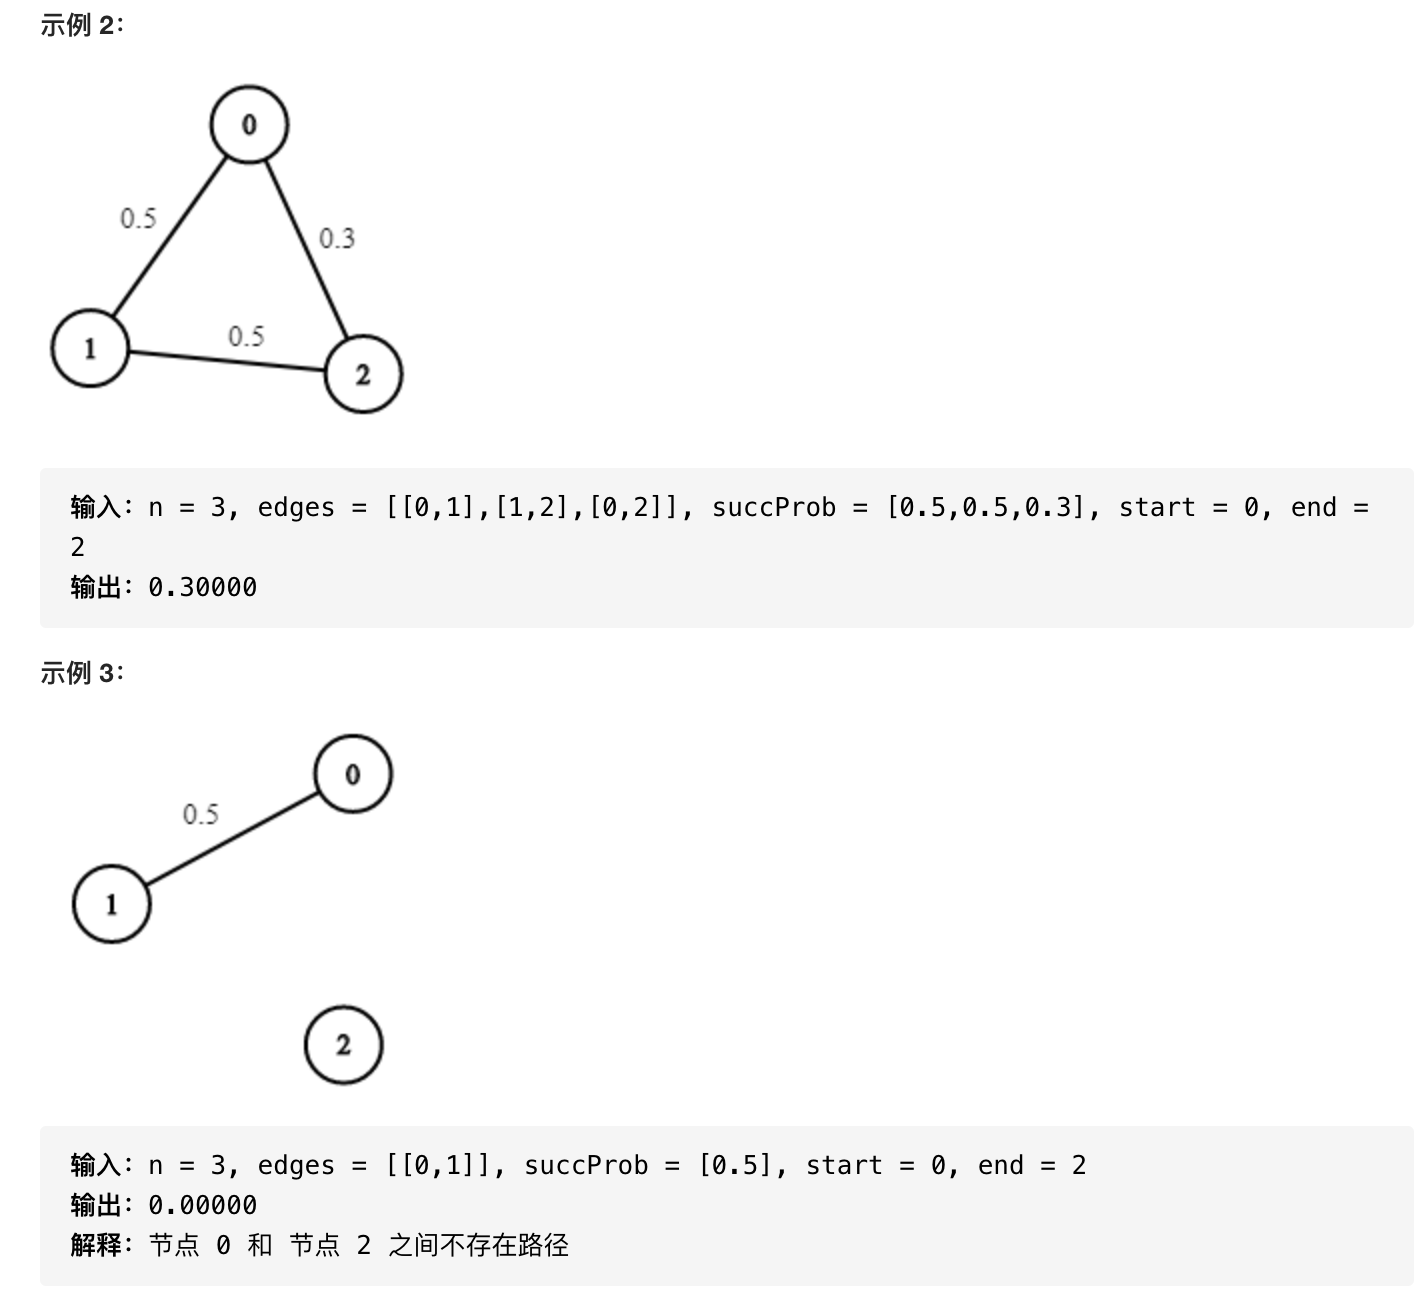 示例 2：
0
0.5
0.3
0.5
1
2
输入：n = 3, edges = [[0,1],[1,2],[0,2]], succProb = [0.5,0.5,0.3], start = 0, end =
2
输出：0.30000
示例 3：
0
0.5
1
2
输入：n = 3, edges = [[0,1]], succProb = [0.5], start = 0, end = 2
输出：0.00000
解释：节点 0 和 节点 2 之间不存在路径